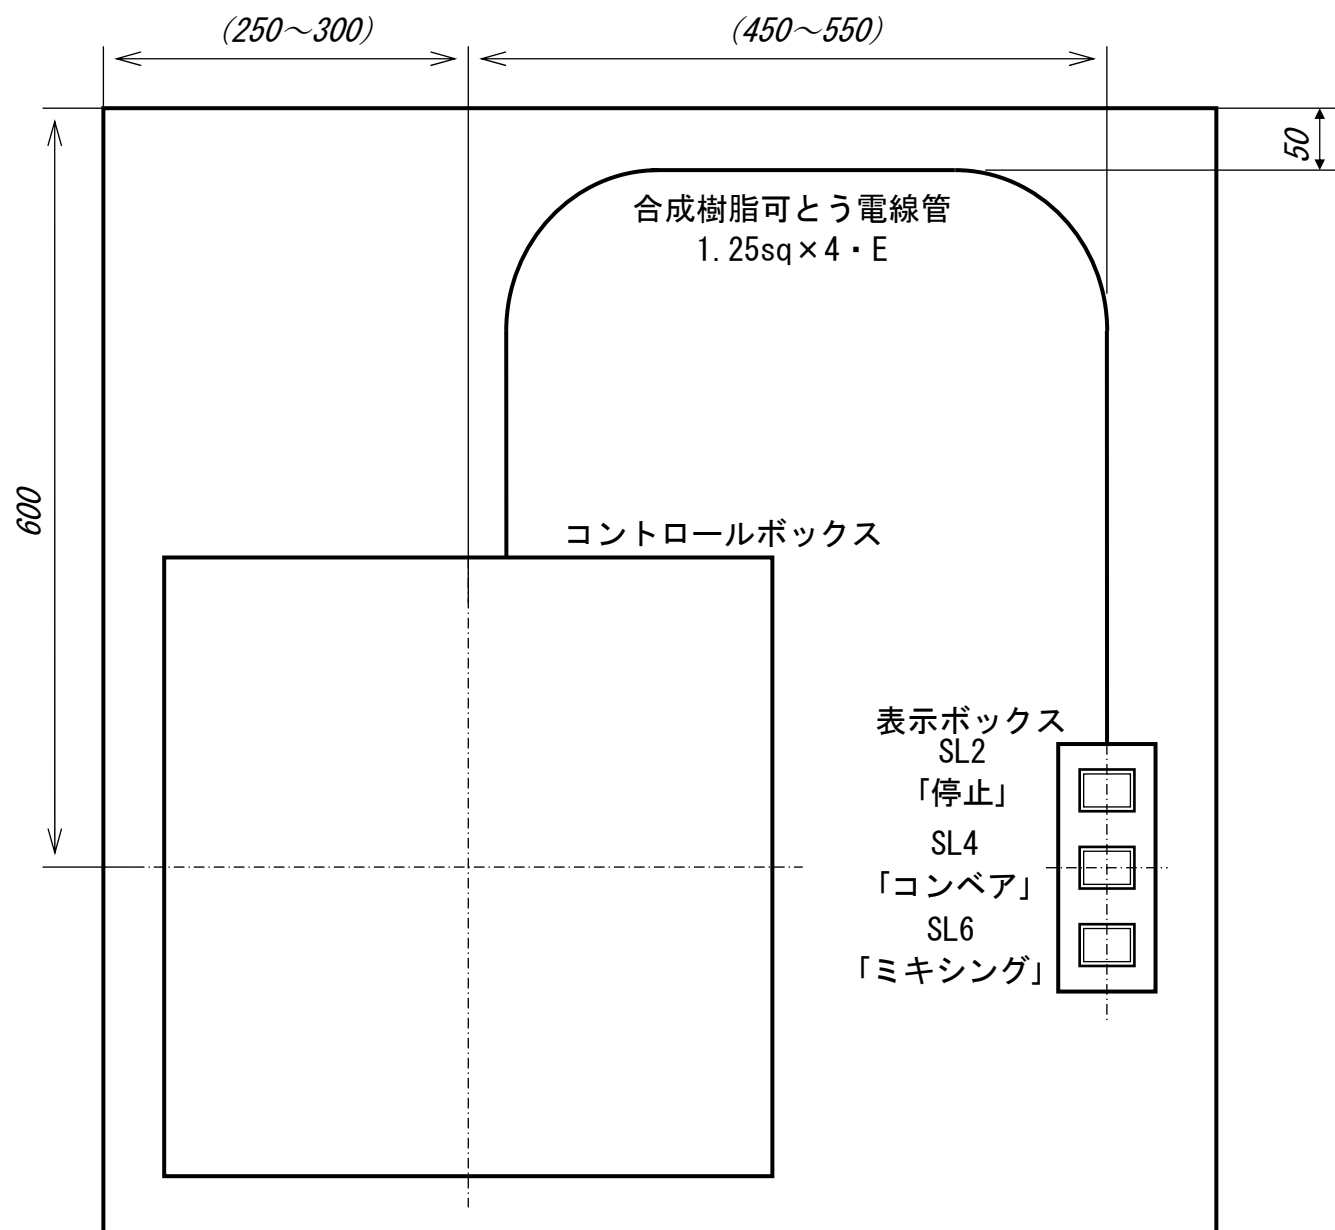 (250～300)
(450～550)
50
合成樹脂可とう電線管
1.25sq×4・E
600
コントロールボックス
表示ボックス
SL2
「停止」
SL4
「コンベア」
SL6
「ミキシング」